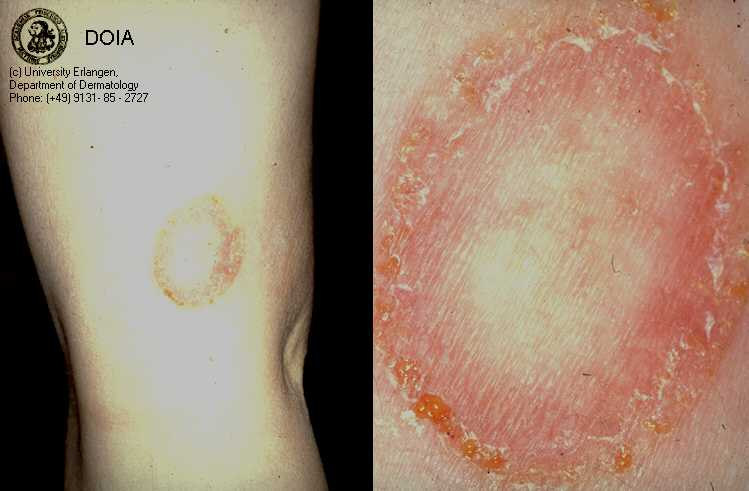 DOIA
(c) University Erlangen,
Department of Dermatology
Phone: (+49) 9131- 85 - 2727